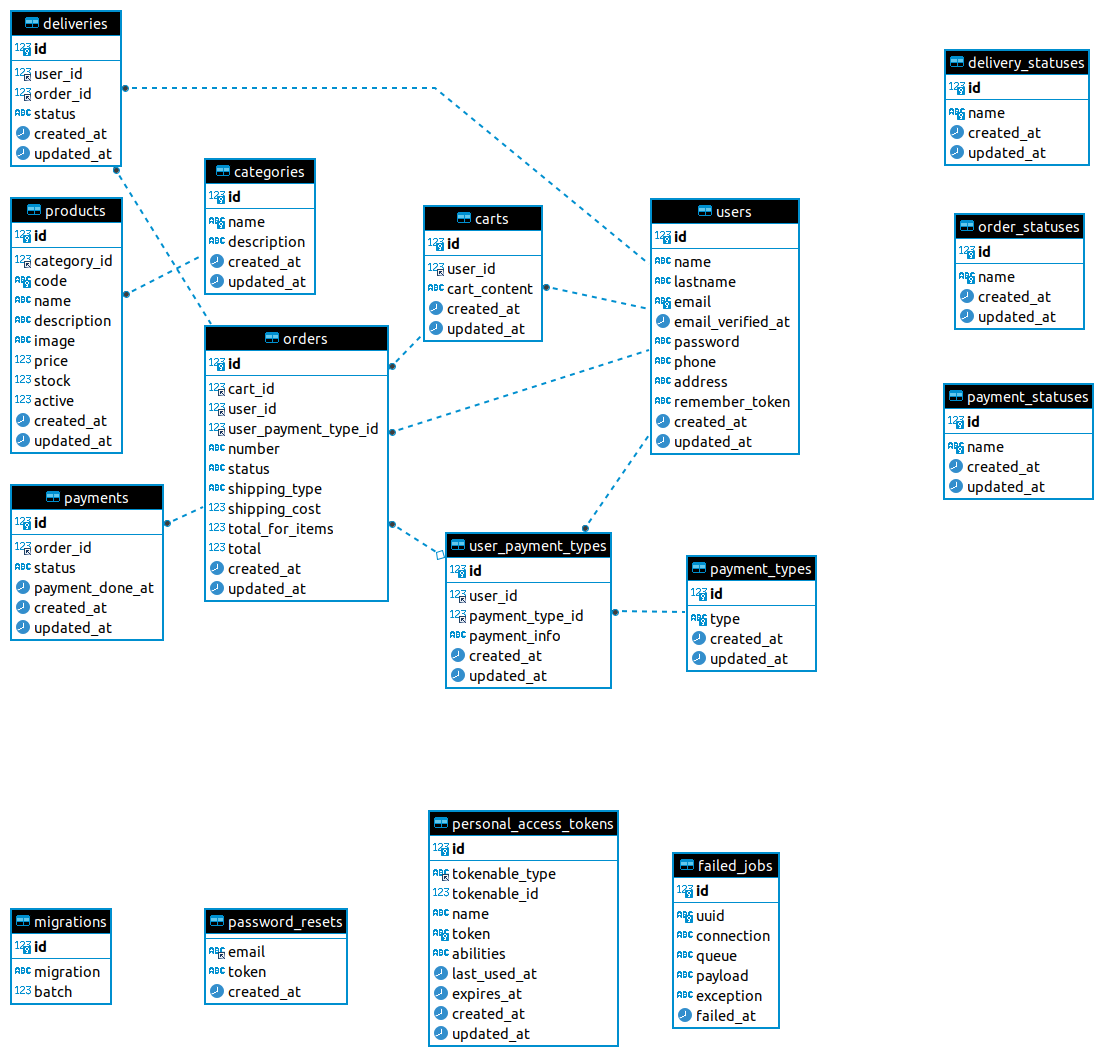 deliveries
id
user_id
order_id
status
created_at
updated_at
categories
id
name
description
created_at
updated_at
products
id
category_id
code
name
description
image
price
stock
active
created_at
updated_at
carts
id
user_id
cart_content
created_at
updated_at
users
id
name
lastname
email
email_verified_at
password
phone
address
remember_token
created_at
updated_at
delivery_statuses
id
name
created_at
updated_at
order_statuses
id
name
created_at
updated_at
payment_statuses
id
name
created_at
updated_at
orders
id
cart_id
user_id
user_payment_type_id
number
status
shipping_type
shipping_cost
total_for_items
total
created_at
updated_at
payments
id
order_id
status
payment_done_at
created_at
updated_at
user_payment_types
id
user_id
payment_type_id
payment_info
created_at
updated_at
payment_types
id
type
created_at
updated_at
personal_access_tokens
id
tokenable_type
tokenable_id
name
token
abilities
last_used_at
expires_at
created_at
updated_at
failed_jobs
id
uuid
connection
queue
payload
exception
failed_at
migrations
id
migration
batch
password_resets
email
token
created_at